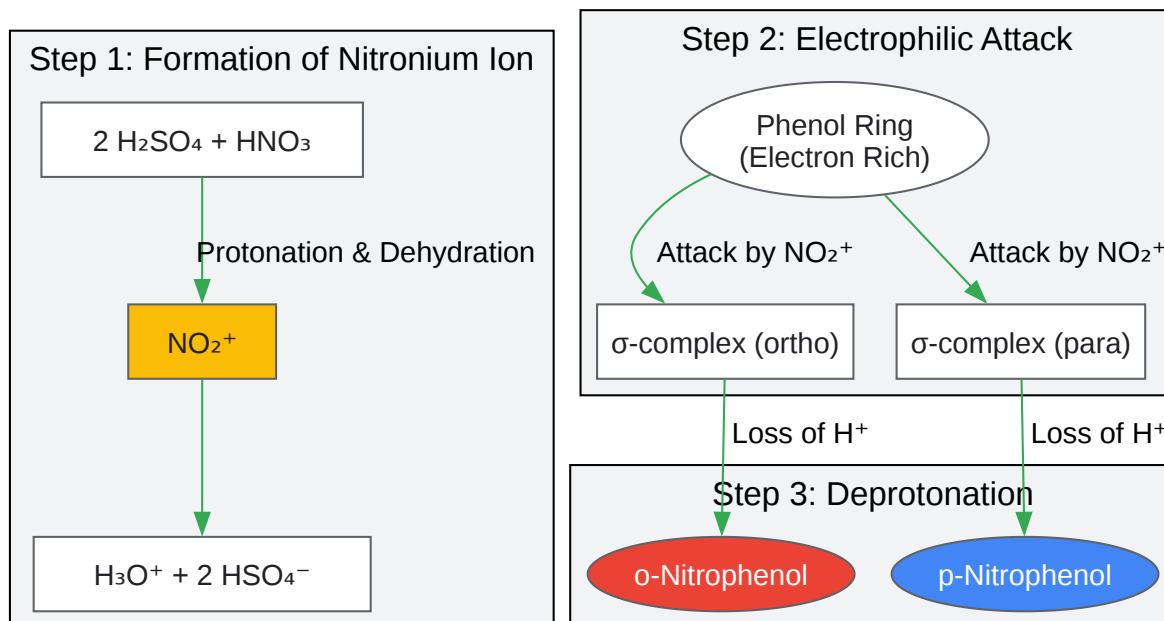 Step 1: Formation of Nitronium Ion
2 H₂SO₄ + HNO₃
Protonation & Dehydration
NO₂⁺
H₃O⁺ + 2 HSO₄⁻
Step 2: Electrophilic Attack
Phenol Ring
(Electron Rich)
Attack by NO₂⁺
Attack by NO₂⁺
σ-complex (ortho)
σ-complex (para)
Loss of H⁺
Loss of H⁺
Step 3: Deprotonation
o-Nitrophenol
p-Nitrophenol